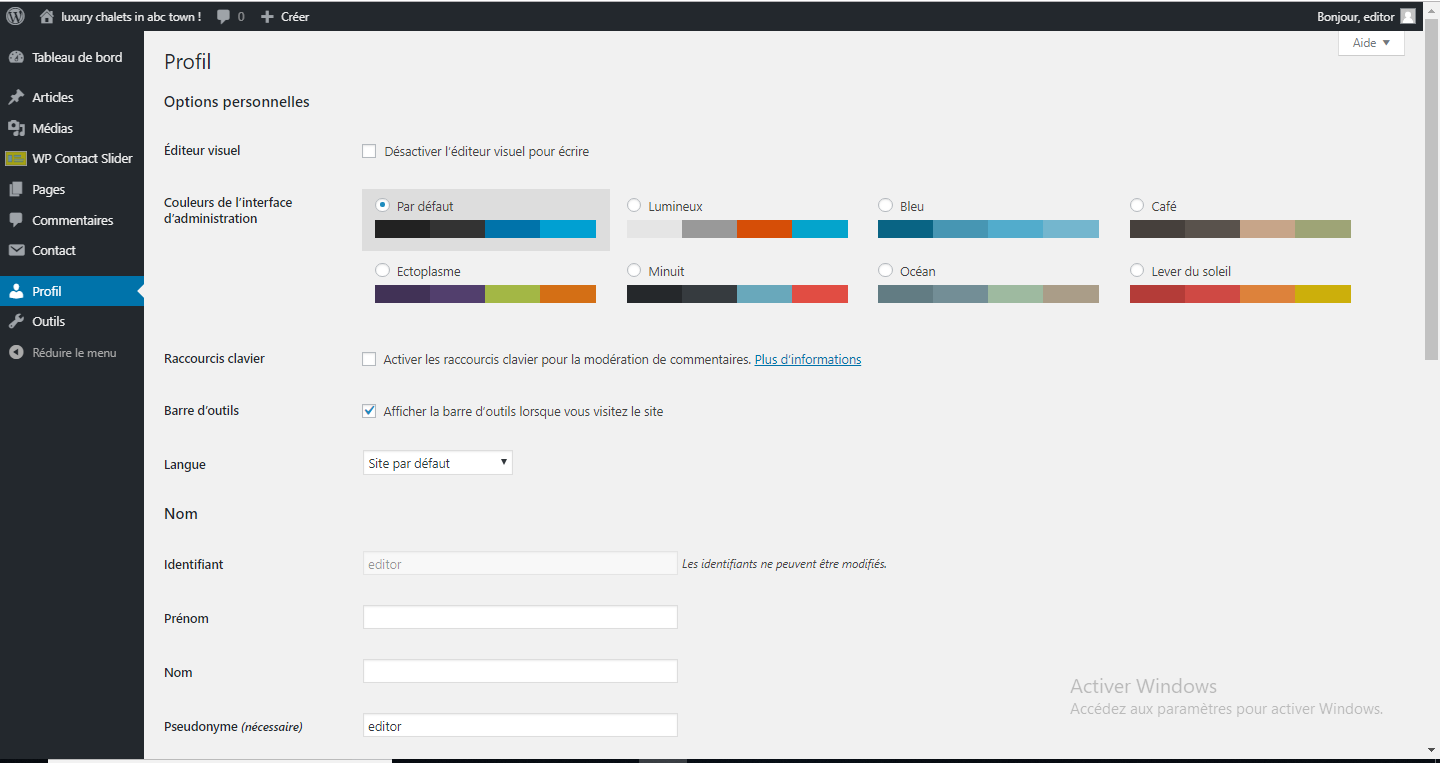 luxury chalets in abc town ! 0 Créer
Bonjour, editor
Aide ▼
Tableau de bord
Articles
Médias
WP Contact Slider
Pages
Commentaires
Contact
Profil
Outils
Réduire le menu
Profil
Options personnelles
Éditeur visuel
Désactiver l’éditeur visuel pour écrire
Couleurs de l’interface
d’administration
Par défaut
Lumineux
Bleu
Café
Ectoplasme
Minuit
Océan
Lever du soleil
Raccourcis clavier
Activer les raccourcis clavier pour la modération de commentaires. Plus d’informations
Barre d’outils
Afficher la barre d’outils lorsque vous visitez le site
Langue
Site par défaut
Nom
Identifiant
editor
Les identifiants ne peuvent être modifiés.
Prénom
Nom
Pseudonyme (nécessaire)
editor
Activer Windows
Accédez aux paramètres pour activer Windows.